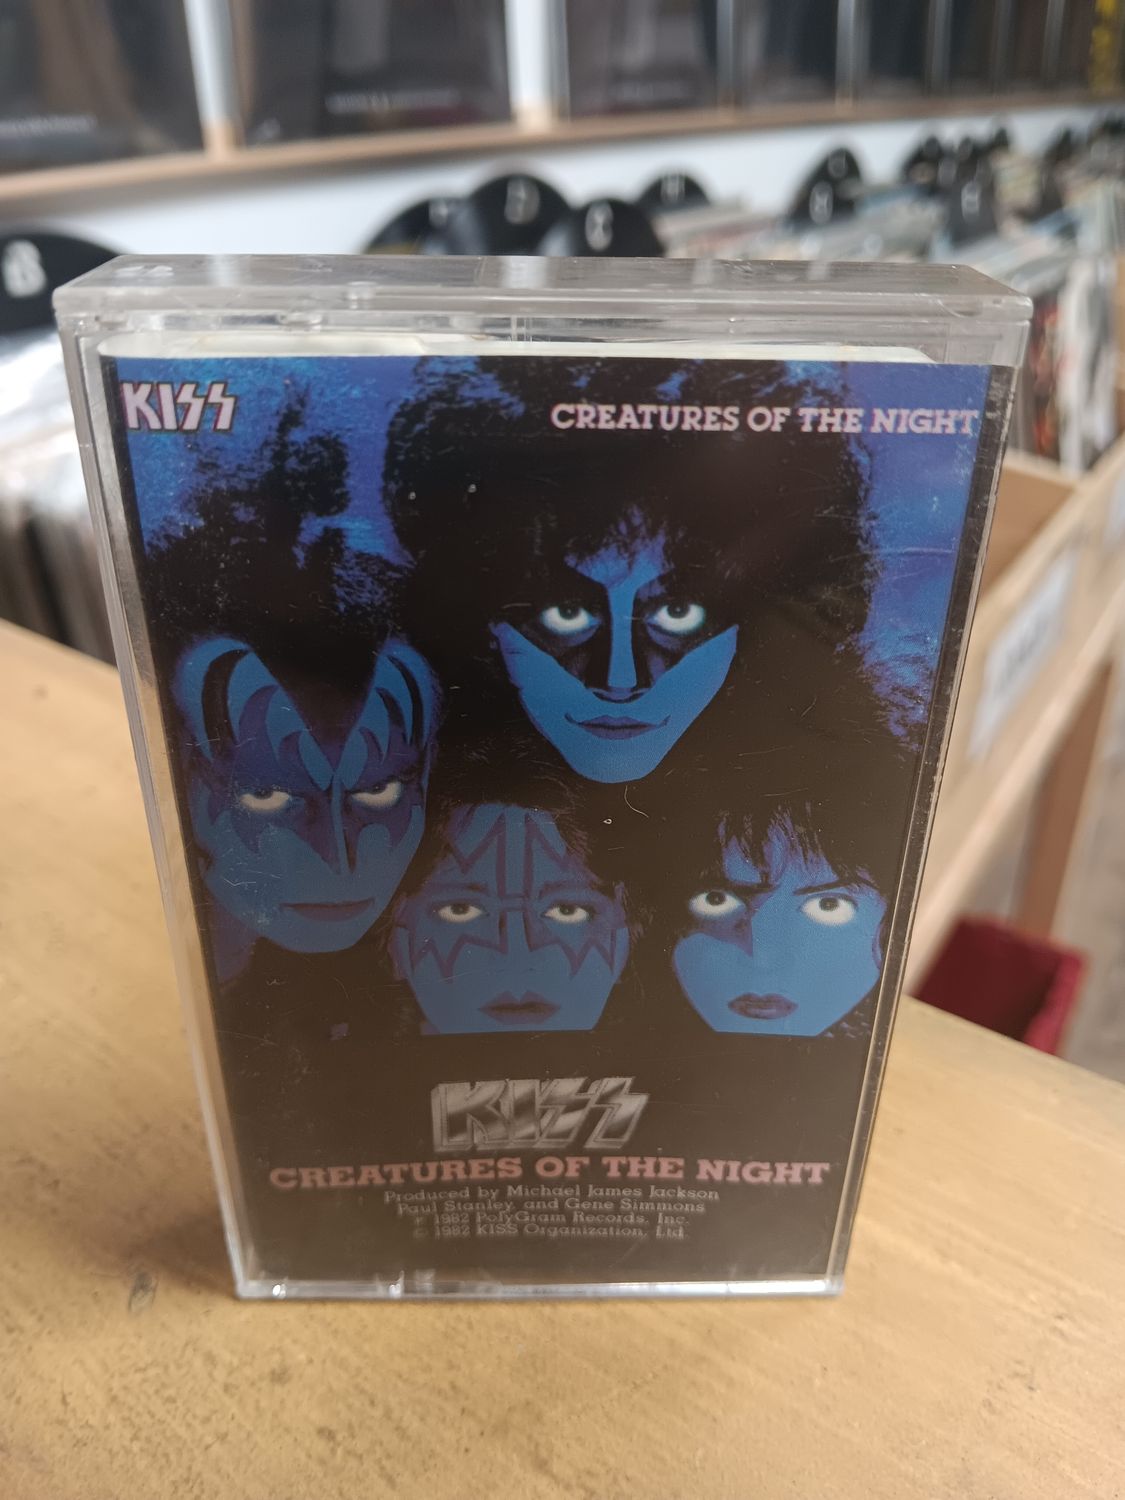 KISS
CREATURES OF THE NIGHT
KISS
CREATURES OF THE NIGHT
Produced by Michael James Jackson
Paul Stanley, and Gene Simmons
℗ 1982 PolyGram Records, Inc.
© 1982 KISS Organization, Ltd.